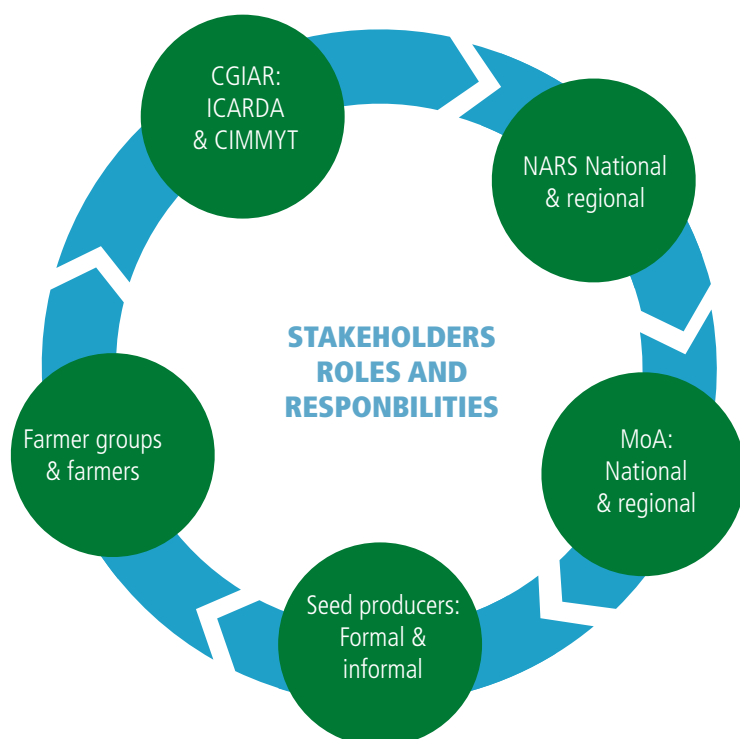 CGIAR:
ICARDA
& CIMMYT
NARS National
& regional
STAKEHOLDERS
ROLES AND
RESPONBILITIES
MoA:
National
& regional
Farmer groups
& farmers
Seed producers:
Formal &
informal